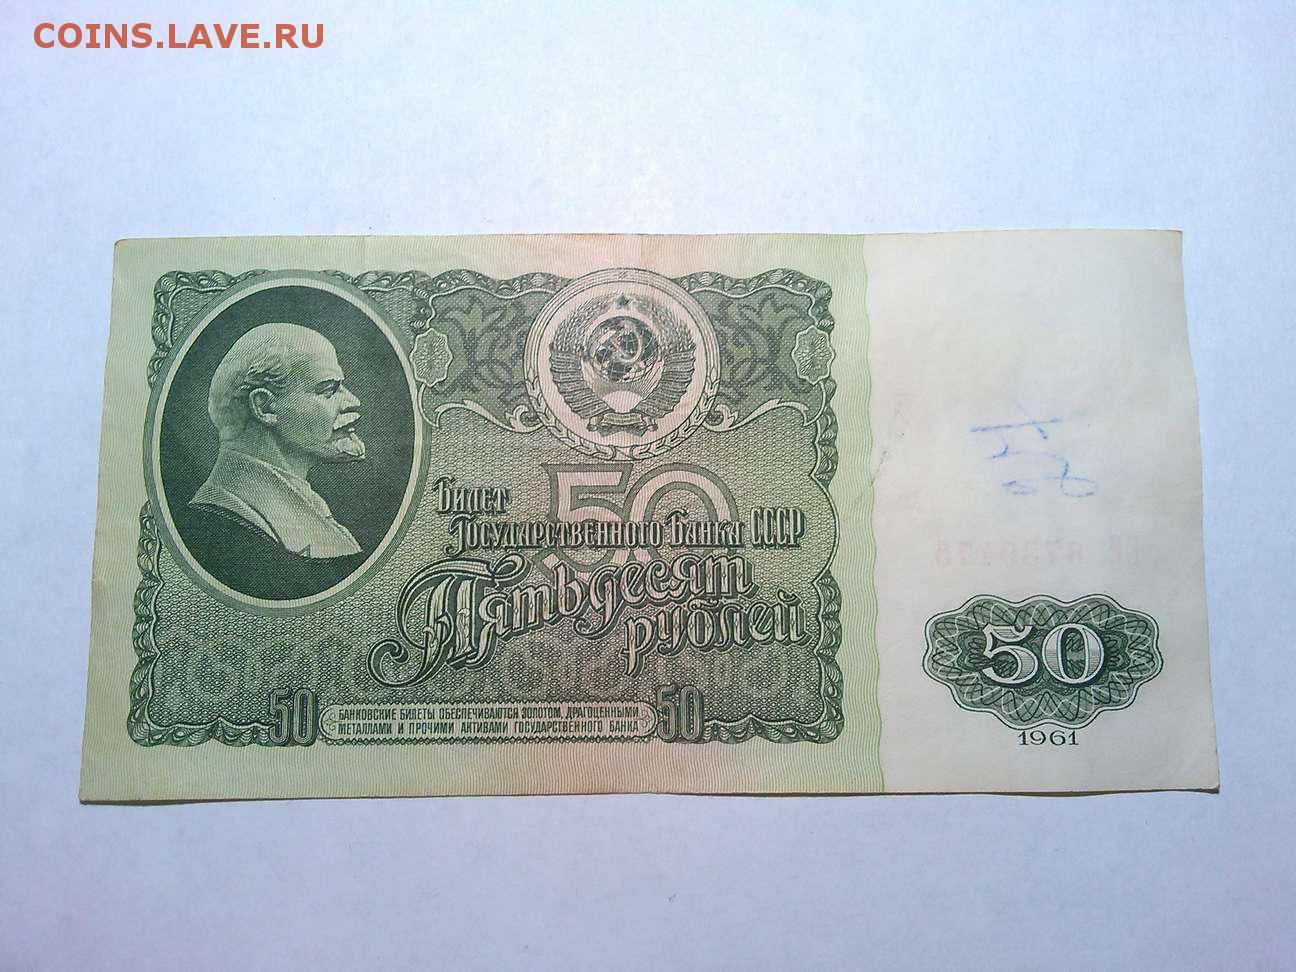 COINS.LAVE.RU
50
Билет
Государственного Банка СССР
Пятьдесят
рублей
50
БАНКОВСКИЕ БИЛЕТЫ ОБЕСПЕЧИВАЮТСЯ ЗОЛОТОМ, ДРАГОЦЕННЫМИ
МЕТАЛЛАМИ И ПРОЧИМИ АКТИВАМИ ГОСУДАРСТВЕННОГО БАНКА
50
50
1961